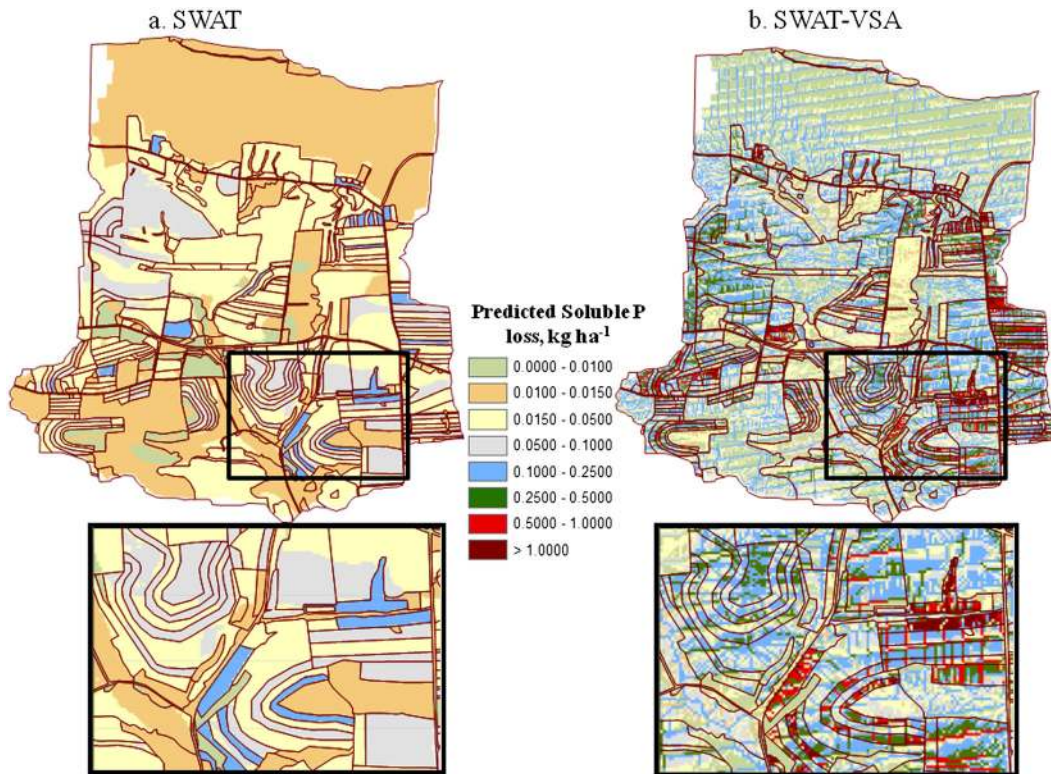 a. SWAT
b. SWAT-VSA
Predicted Soluble P
loss, kg ha⁻¹
0.0000 - 0.0100
0.0100 - 0.0150
0.0150 - 0.0500
0.0500 - 0.1000
0.1000 - 0.2500
0.2500 - 0.5000
0.5000 - 1.0000
> 1.0000